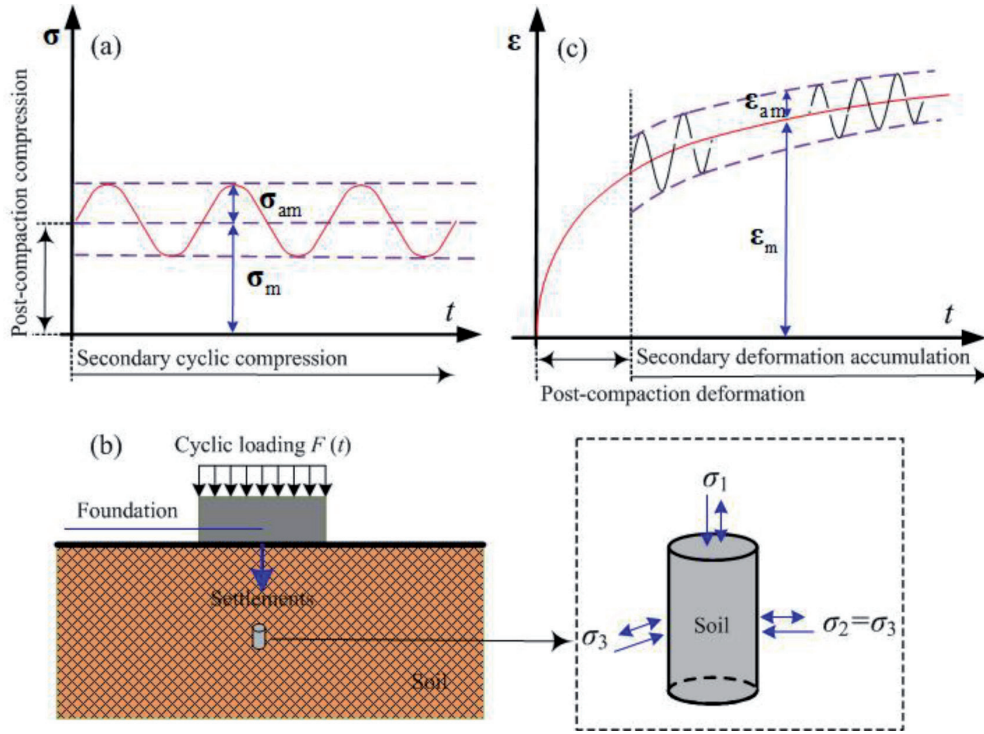 σ
(a)
Post-compaction compression
σam
σm
t
Secondary cyclic compression
ε
(c)
εam
εm
t
Secondary deformation accumulation
Post-compaction deformation
(b)
Cyclic loading F (t)
Foundation
Settlements
Soil
σ1
σ3
Soil
σ2=σ3